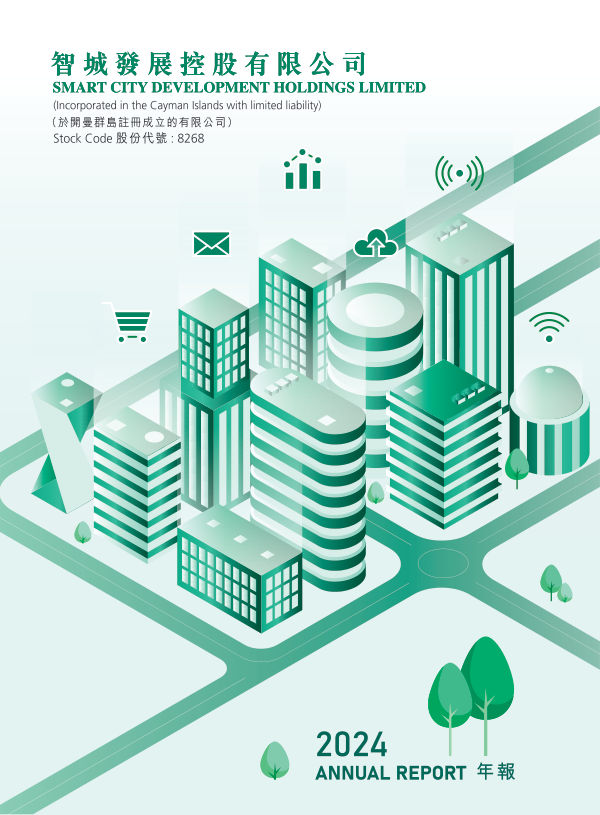 智城發展控股有限公司
SMART CITY DEVELOPMENT HOLDINGS LIMITED
(Incorporated in the Cayman Islands with limited liability)
(於開曼群島註冊成立的有限公司)
Stock Code 股份代號 : 8268
2024
ANNUAL REPORT 年報